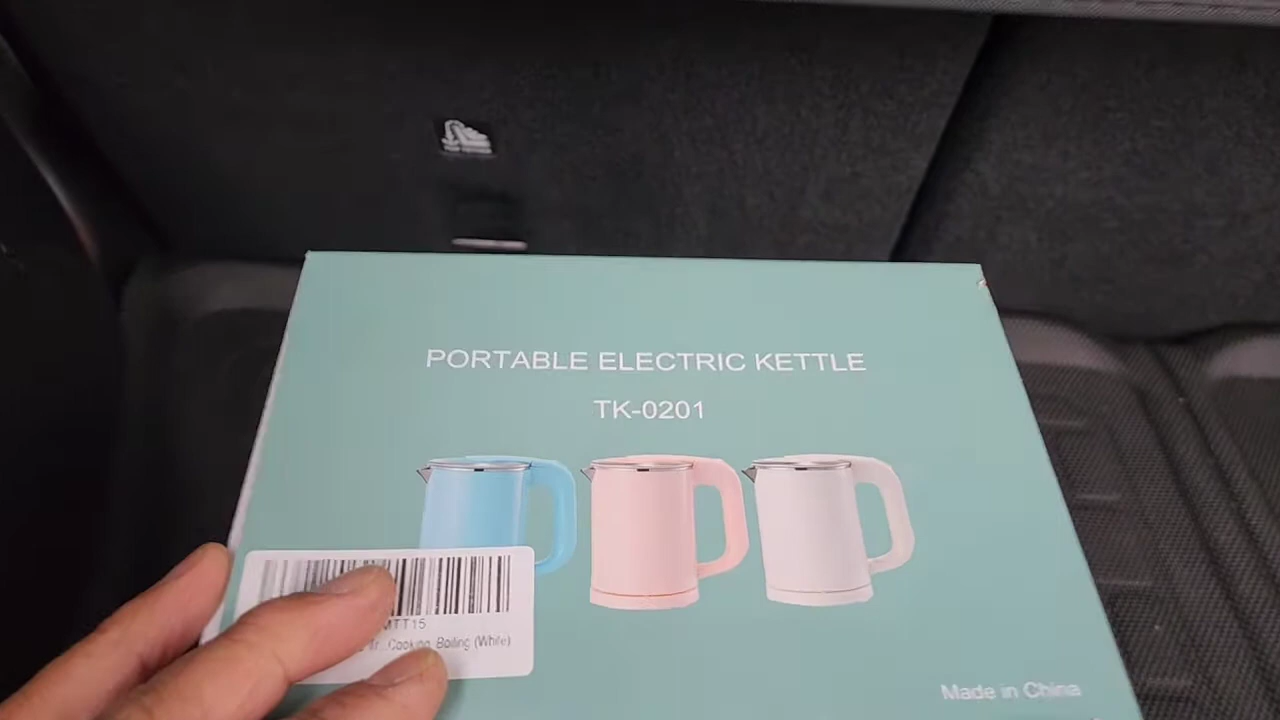 PORTABLE ELECTRIC KETTLE
TK-0201
MTT15
Cooking, Boiling (White)
Made in China